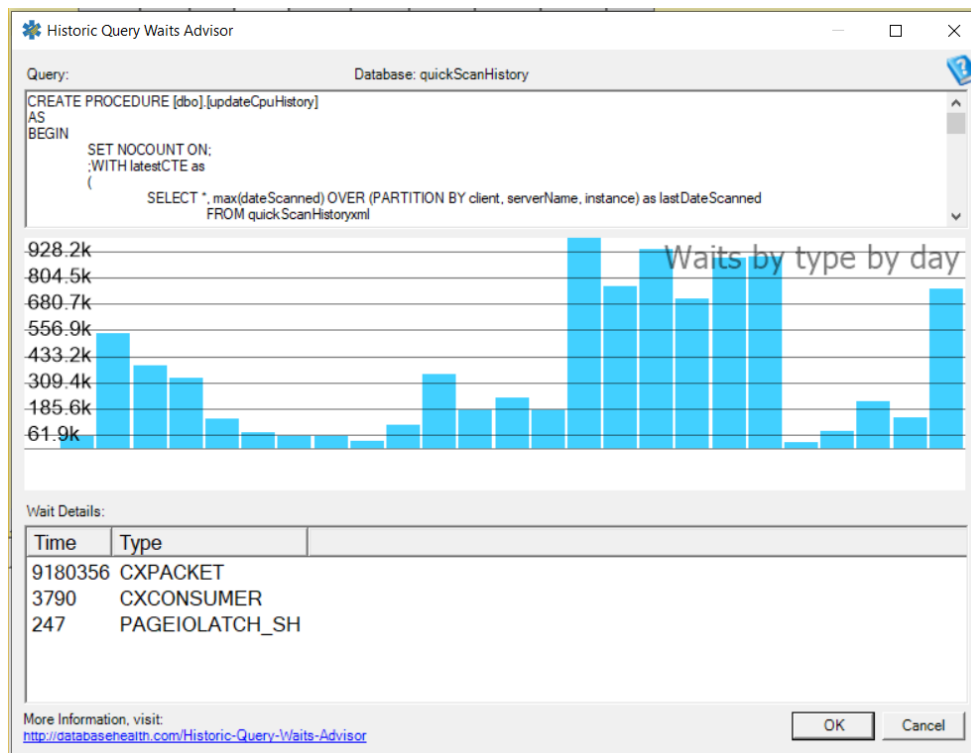 Historic Query Waits Advisor
Query: Database: quickScanHistory
CREATE PROCEDURE [dbo].[updateCpuHistory]
AS
BEGIN
SET NOCOUNT ON;
;WITH latestCTE as
(
SELECT *, max(dateScanned) OVER (PARTITION BY client, serverName, instance) as lastDateScanned
FROM quickScanHistoryxml
Waits by type by day
928.2k
804.5k
680.7k
556.9k
433.2k
309.4k
185.6k
61.9k
Wait Details:
Time Type
9180356 CXPACKET
3790 CXCONSUMER
247 PAGEIOLATCH_SH
More Information, visit:
http://databasehealth.com/Historic-Query-Waits-Advisor
OK Cancel